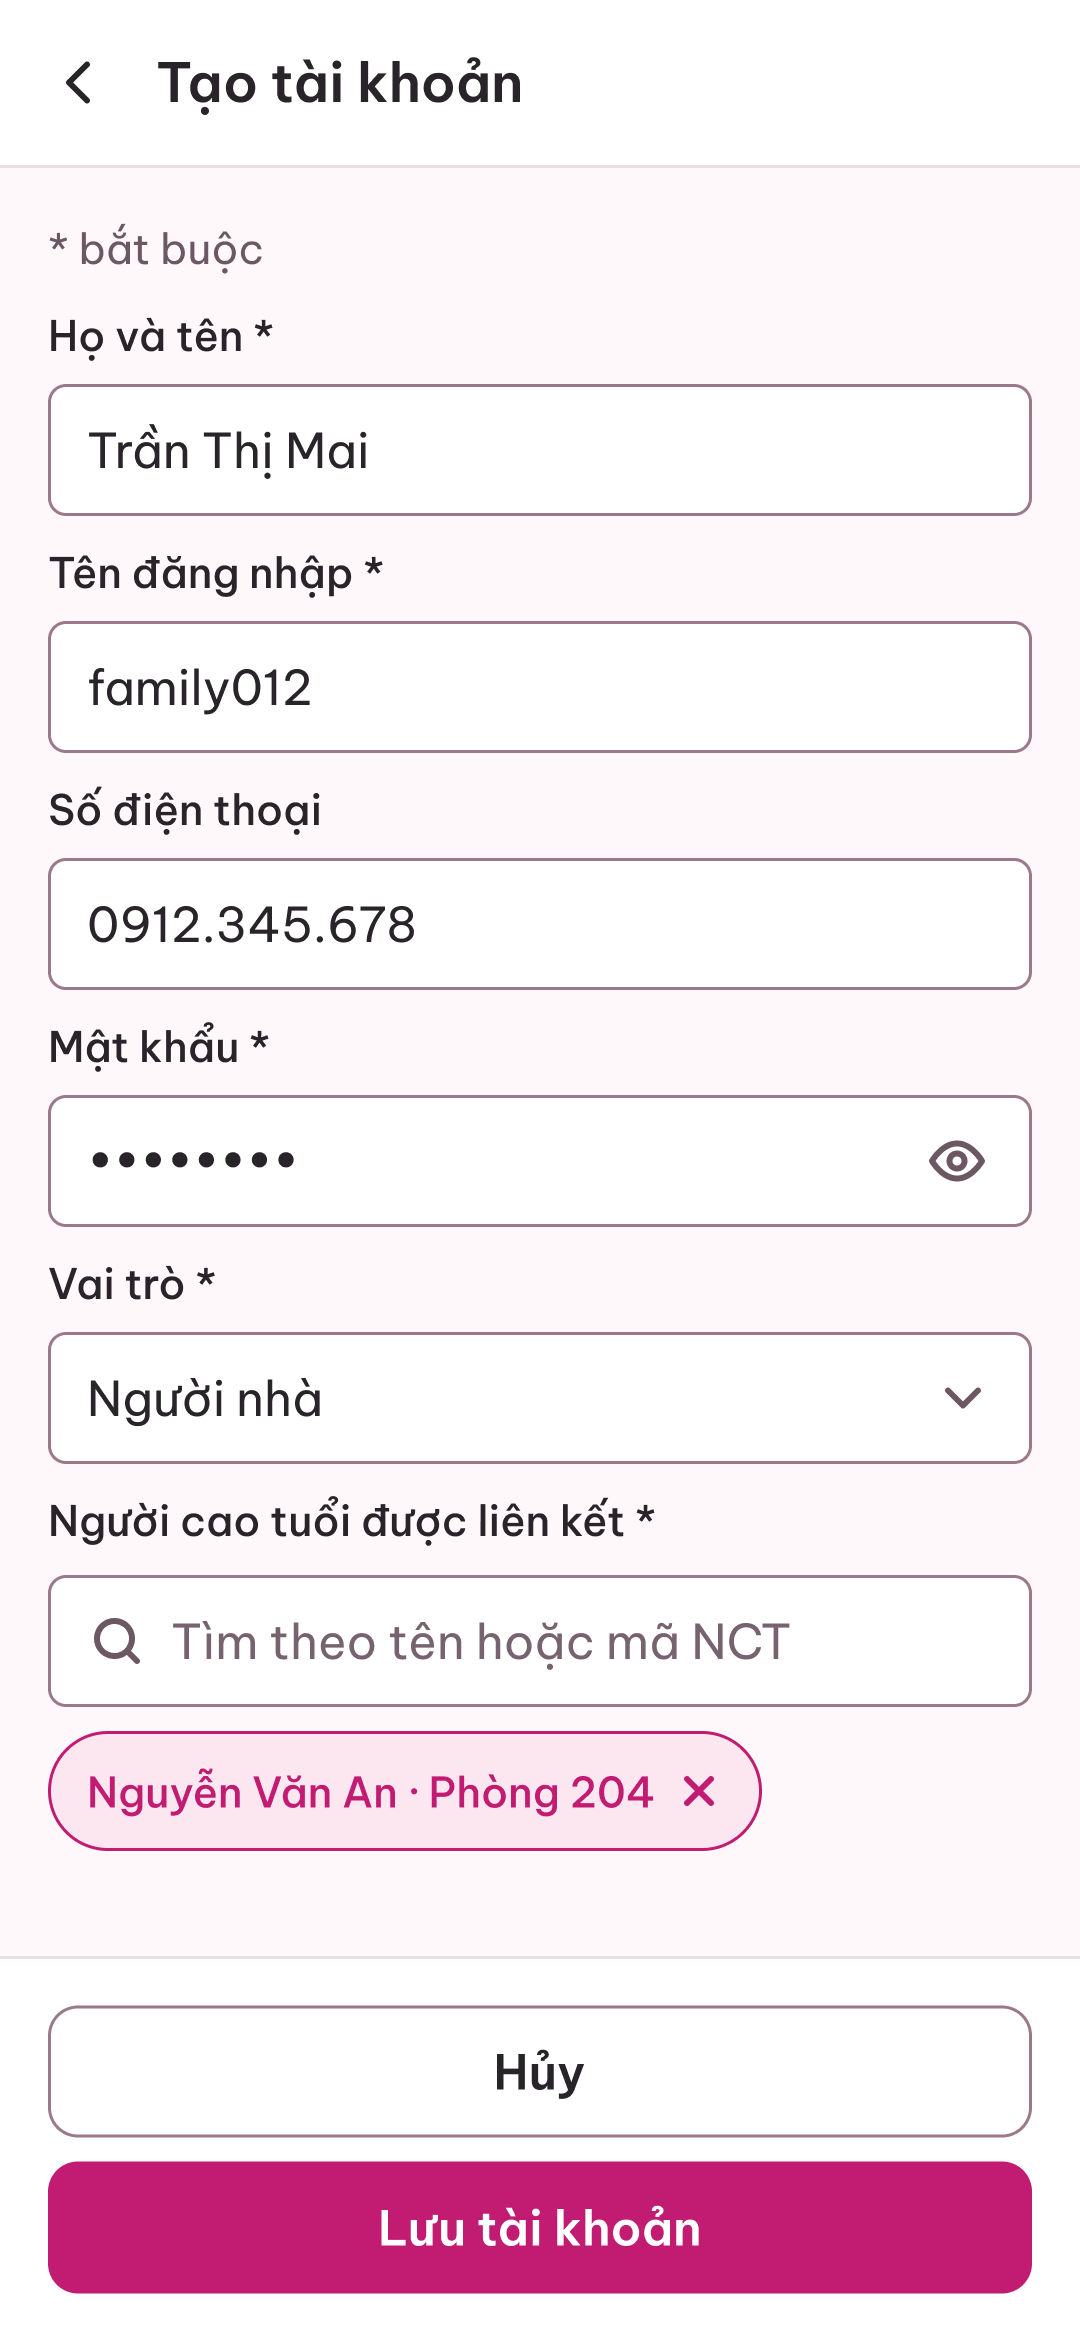 Tạo tài khoản
* bắt buộc
Họ và tên *
Trần Thị Mai
Tên đăng nhập *
family012
Số điện thoại
0912.345.678
Mật khẩu *
••••••••
Vai trò *
Người nhà
Người cao tuổi được liên kết *
Tìm theo tên hoặc mã NCT
Nguyễn Văn An · Phòng 204
Hủy
Lưu tài khoản